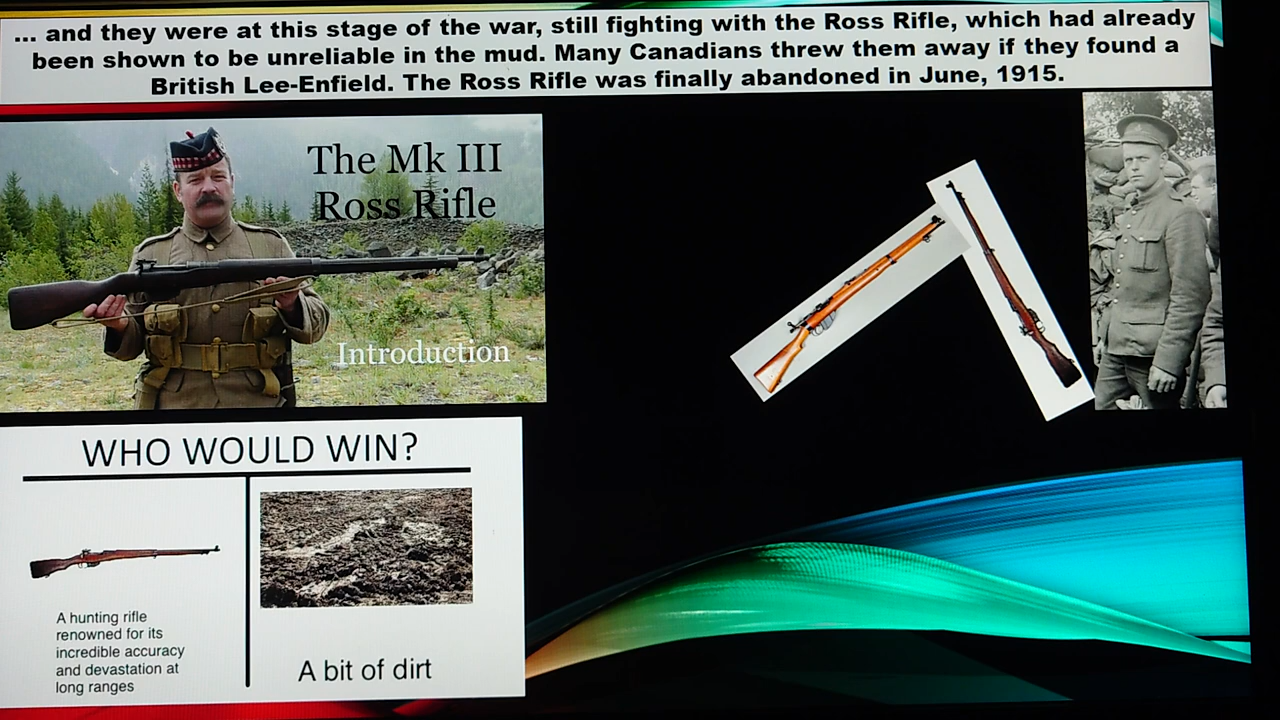 ... and they were at this stage of the war, still fighting with the Ross Rifle, which had already
been shown to be unreliable in the mud. Many Canadians threw them away if they found a
British Lee-Enfield. The Ross Rifle was finally abandoned in June, 1915.
The Mk III
Ross Rifle
Introduction
WHO WOULD WIN?
A hunting rifle
renowned for its
incredible accuracy
and devastation at
long ranges
A bit of dirt